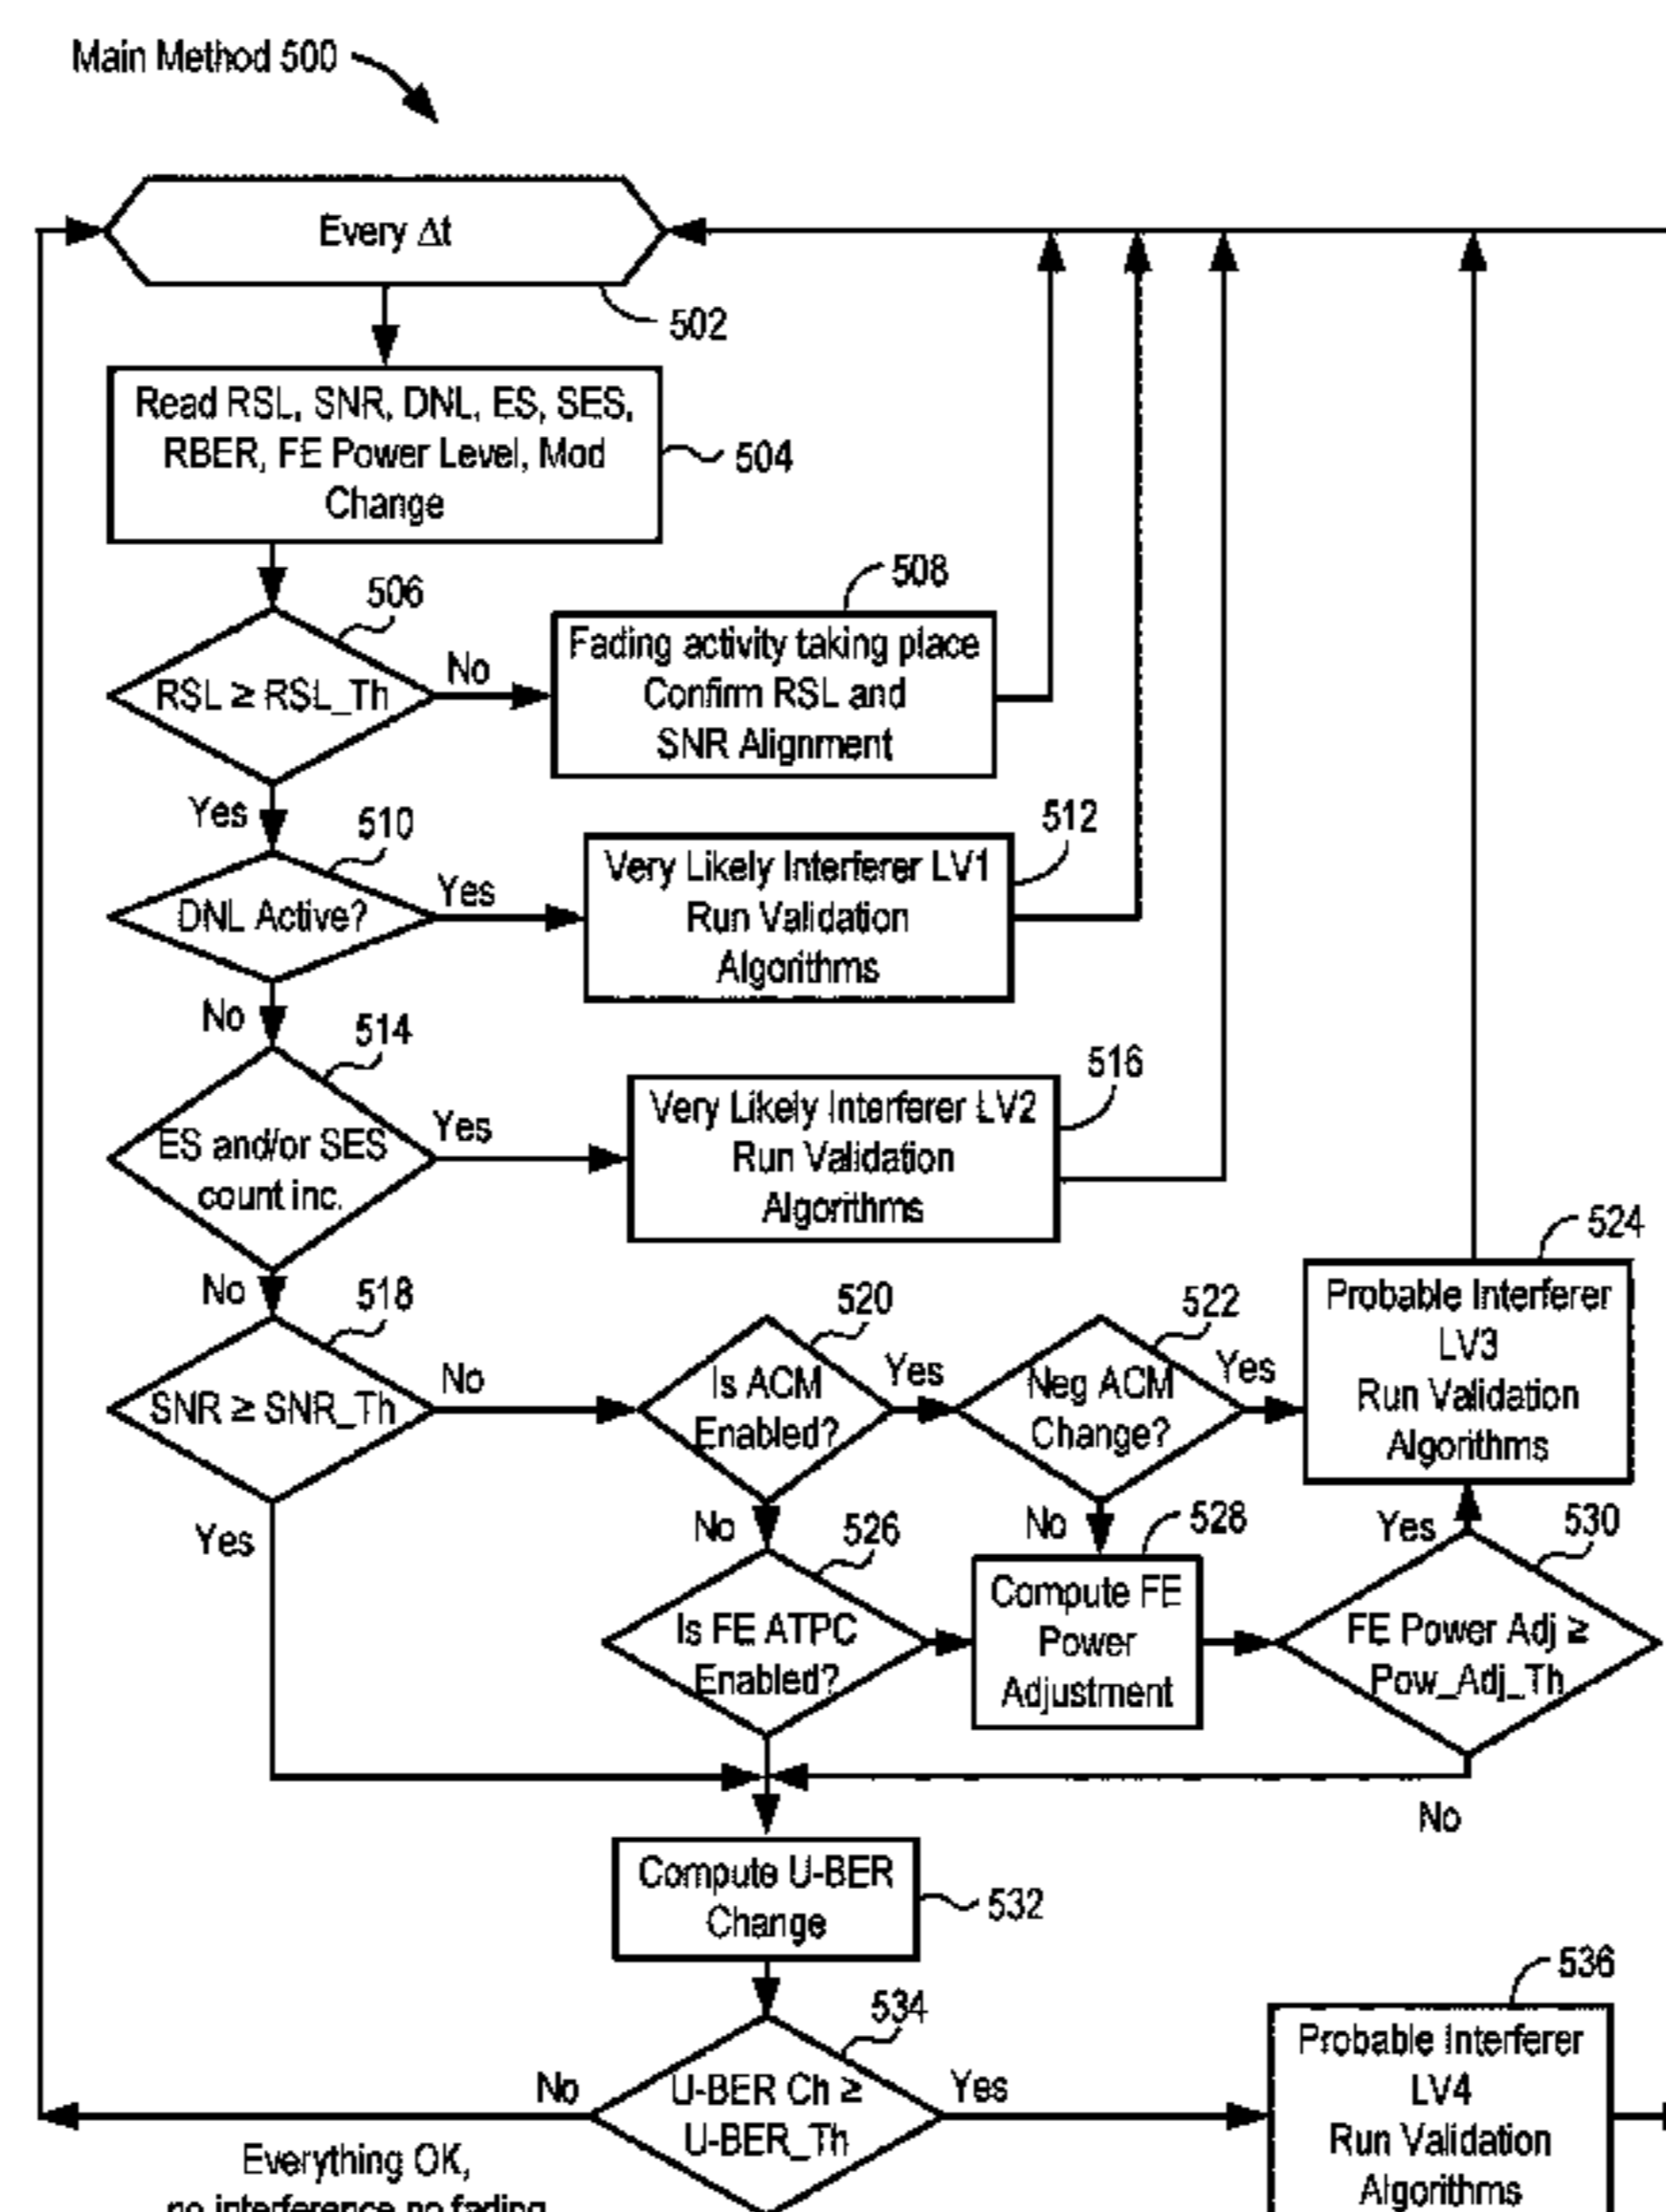 Main Method 500
Every Δt
502
Read RSL, SNR, DNL, ES, SES,
RBER, FE Power Level, Mod
Change
504
506
RSL ≥ RSL_Th
No
Yes
508
Fading activity taking place
Confirm RSL and
SNR Alignment
510
DNL Active?
Yes
No
512
Very Likely Interferer LV1
Run Validation
Algorithms
514
ES and/or SES
count inc.
Yes
No
516
Very Likely Interferer LV2
Run Validation
Algorithms
518
SNR ≥ SNR_Th
No
Yes
520
Is ACM
Enabled?
Yes
No
522
Neg ACM
Change?
Yes
No
524
Probable Interferer
LV3
Run Validation
Algorithms
526
Is FE ATPC
Enabled?
528
Compute FE
Power
Adjustment
530
FE Power Adj ≥
Pow_Adj_Th
Yes
No
Compute U-BER
Change
532
534
U-BER Ch ≥
U-BER_Th
No
Yes
Everything OK,
no interference no fading
536
Probable Interferer
LV4
Run Validation
Algorithms